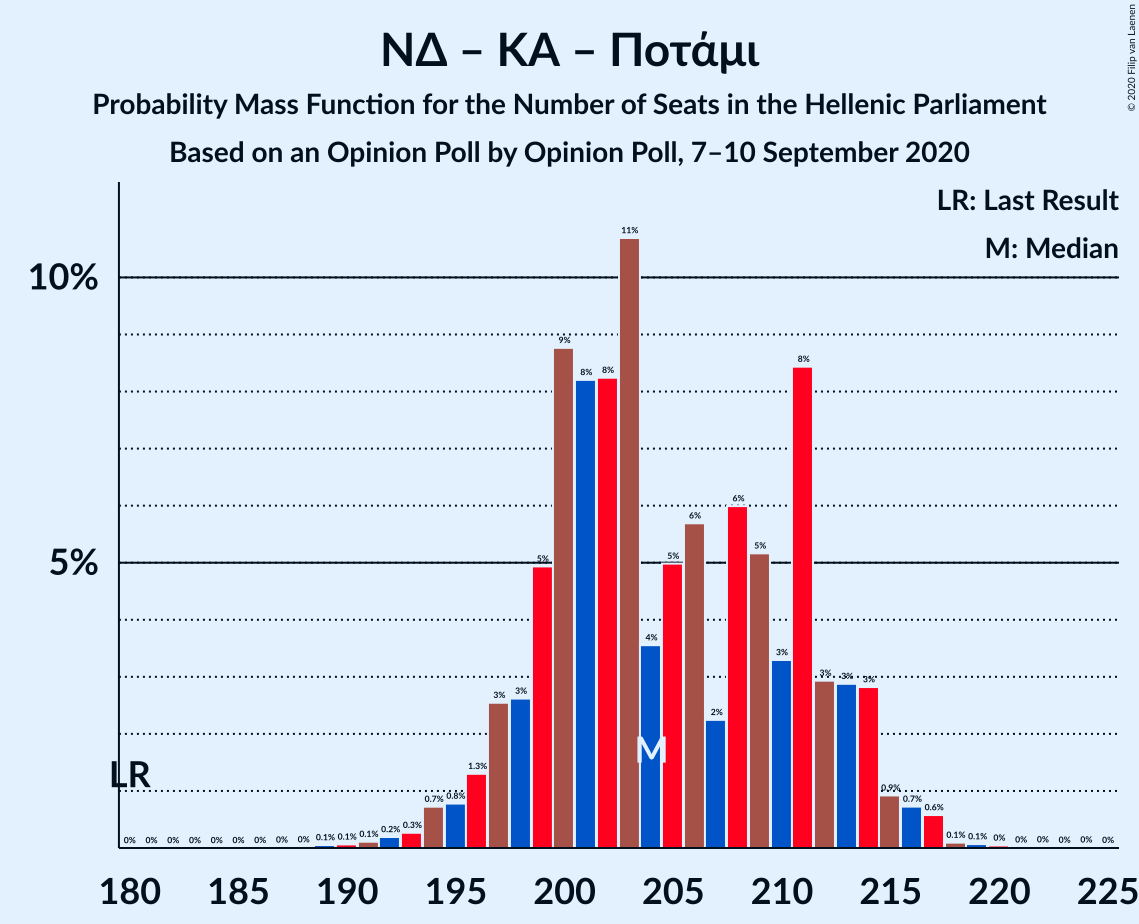 ΝΔ – ΚΑ – Ποτάμι
Probability Mass Function for the Number of Seats in the Hellenic Parliament
Based on an Opinion Poll by Opinion Poll, 7–10 September 2020
© 2020 Filip van Laenen
LR: Last Result
M: Median
10%
5%
0% 0% 0% 0% 0% 0% 0% 0% 0% 0.1% 0.1% 0.1% 0.2% 0.3% 0.7% 0.8% 1.3% 3% 3% 5% 9% 8% 8% 11% 4% 5% 6% 2% 6% 5% 3% 8% 3% 3% 3% 0.9% 0.7% 0.6% 0.1% 0.1% 0% 0% 0% 0% 0% 0%
M
LR
180 185 190 195 200 205 210 215 220 225